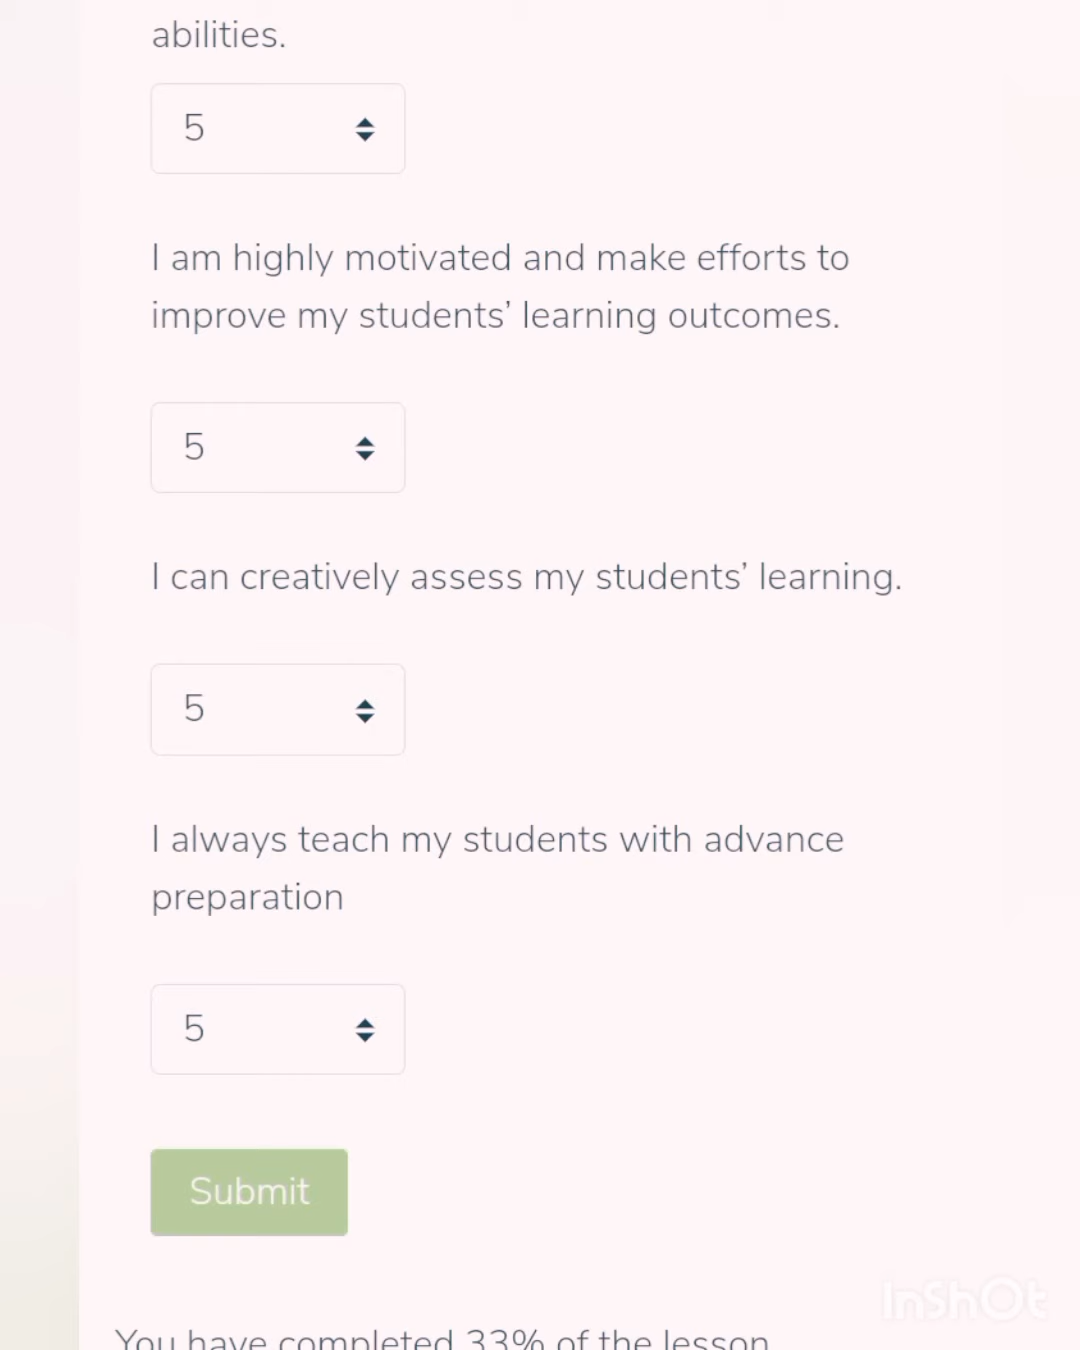 abilities.
5
I am highly motivated and make efforts to
improve my students’ learning outcomes.
5
I can creatively assess my students’ learning.
5
I always teach my students with advance
preparation
5
Submit
InShOt
You have completed 33% of the lesson